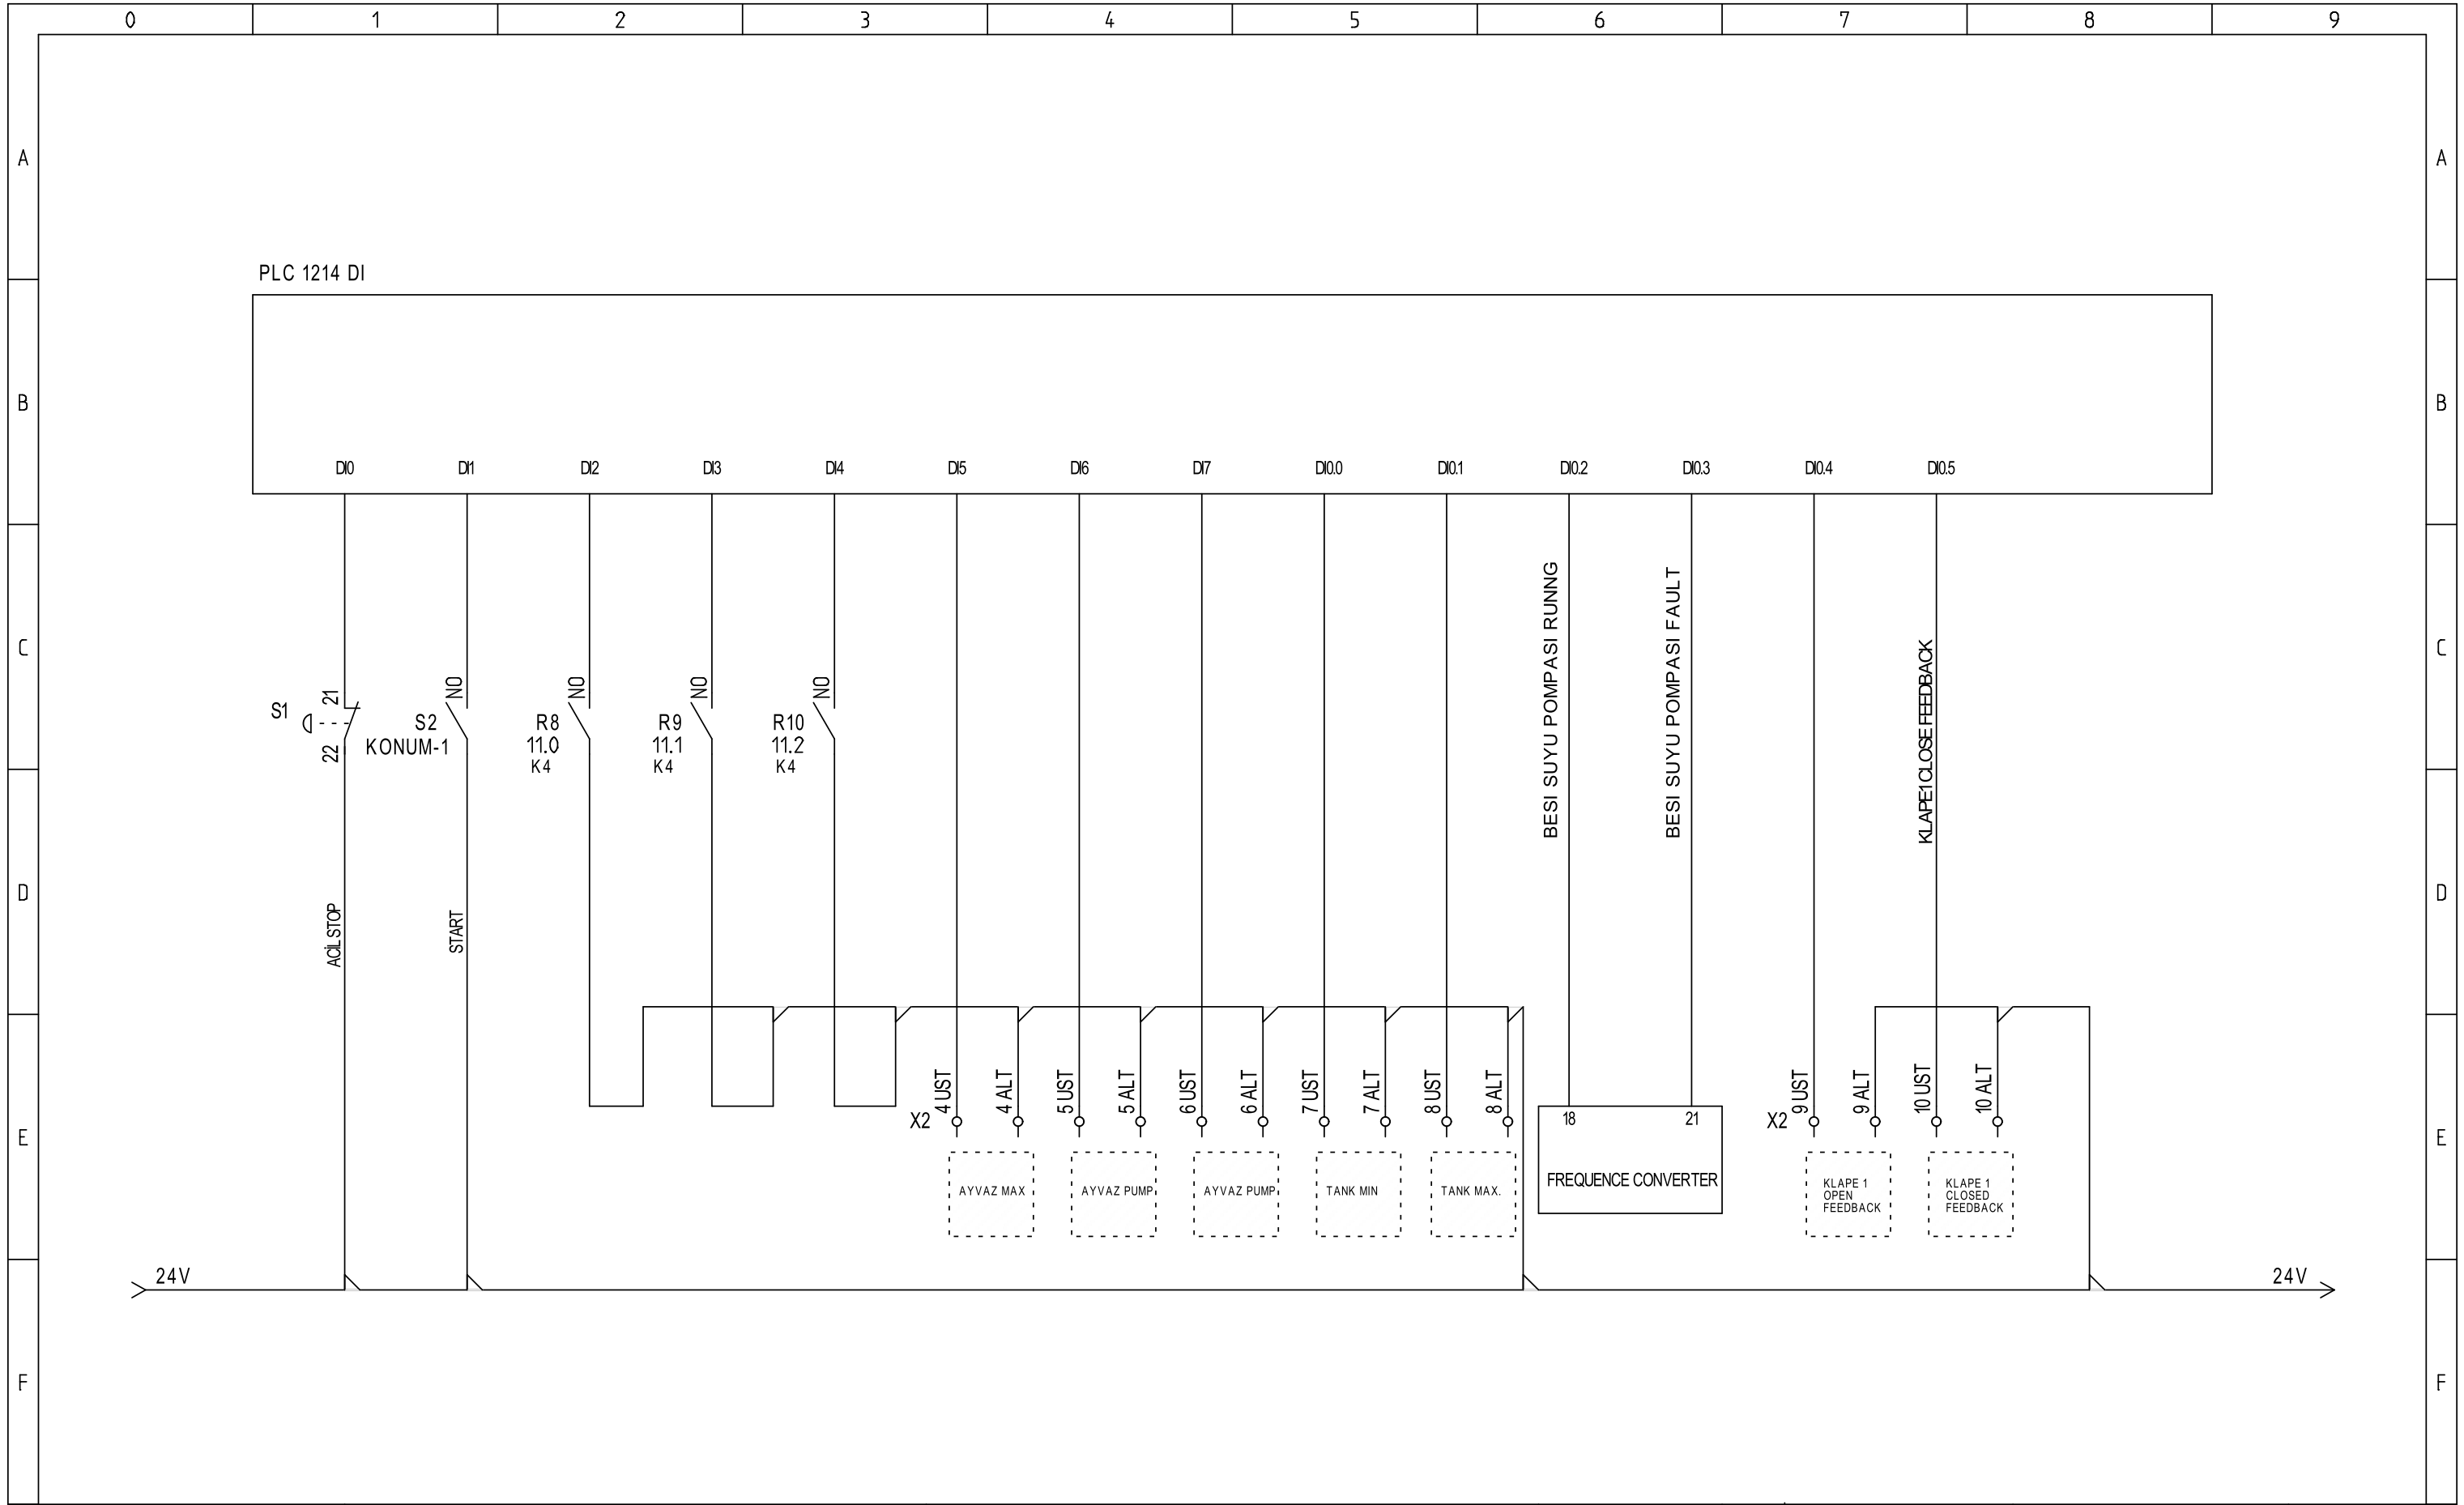 0 1 2 3 4 5 6 7 8 9
A A
PLC 1214 DI
B B
DI0 DI1 DI2 DI3 DI4 DI5 DI6 DI7 DI0.0 DI0.1 DI0.2 DI0.3 DI0.4 DI0.5
C C
BESI SUYU POMPASI RUNNG
BESI SUYU POMPASI FAULT
KLAPE1 CLOSE FEEDBACK
21 NO NO NO NO
S1 S2 R8 R9 R10
22 KONUM-1 11.0 11.1 11.2
K4 K4 K4
D D
ACİL STOP
START
4 UST 4 ALT 5 UST 5 ALT 6 UST 6 ALT 7 UST 7 ALT 8 UST 8 ALT 9 UST 9 ALT 10 UST 10 ALT
X2 18 21 X2
E E
AYVAZ MAX
AYVAZ PUMP
AYVAZ PUMP
TANK MIN
TANK MAX.
FREQUENCE CONVERTER
KLAPE 1
OPEN
FEEDBACK
KLAPE 1
CLOSED
FEEDBACK
24V 24V
F F